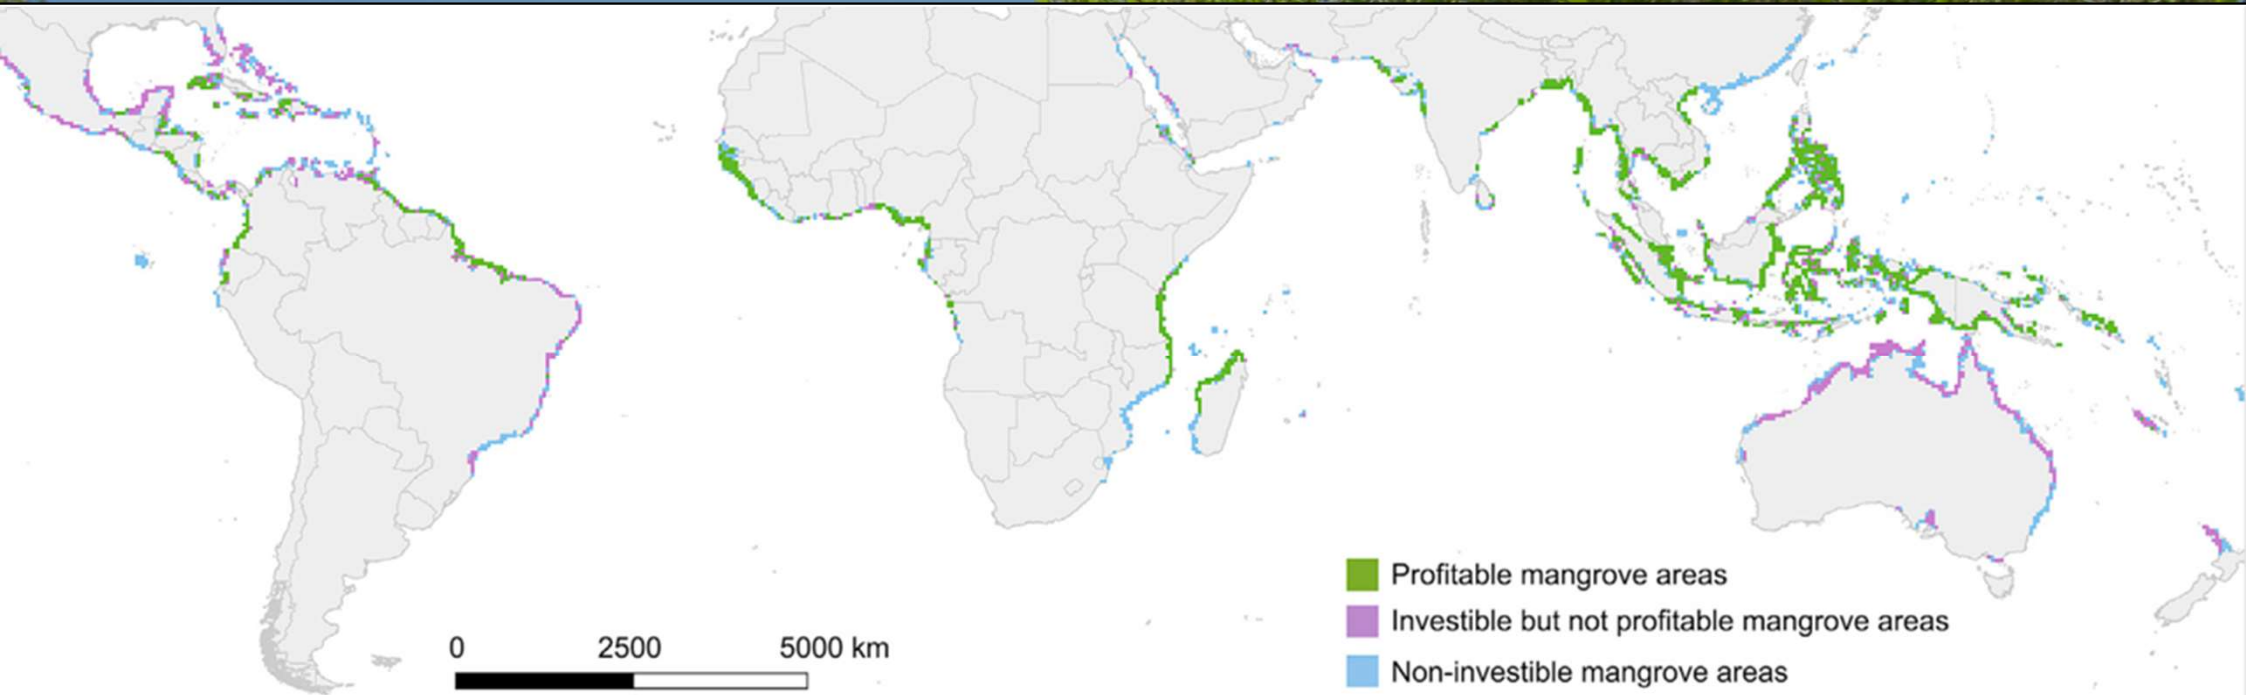 Profitable mangrove areas
Investible but not profitable mangrove areas
Non-investible mangrove areas
0 2500 5000 km